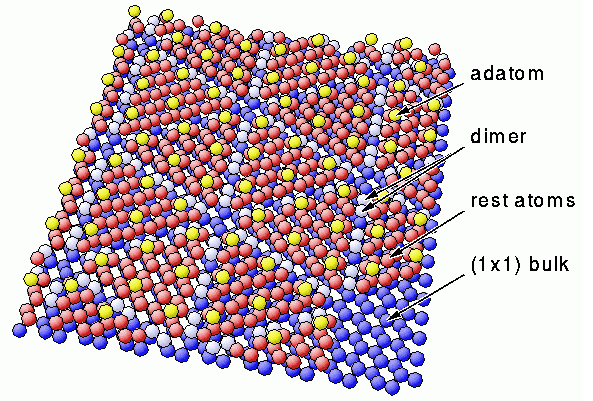 adatom
dimer
rest atoms
(1x1) bulk